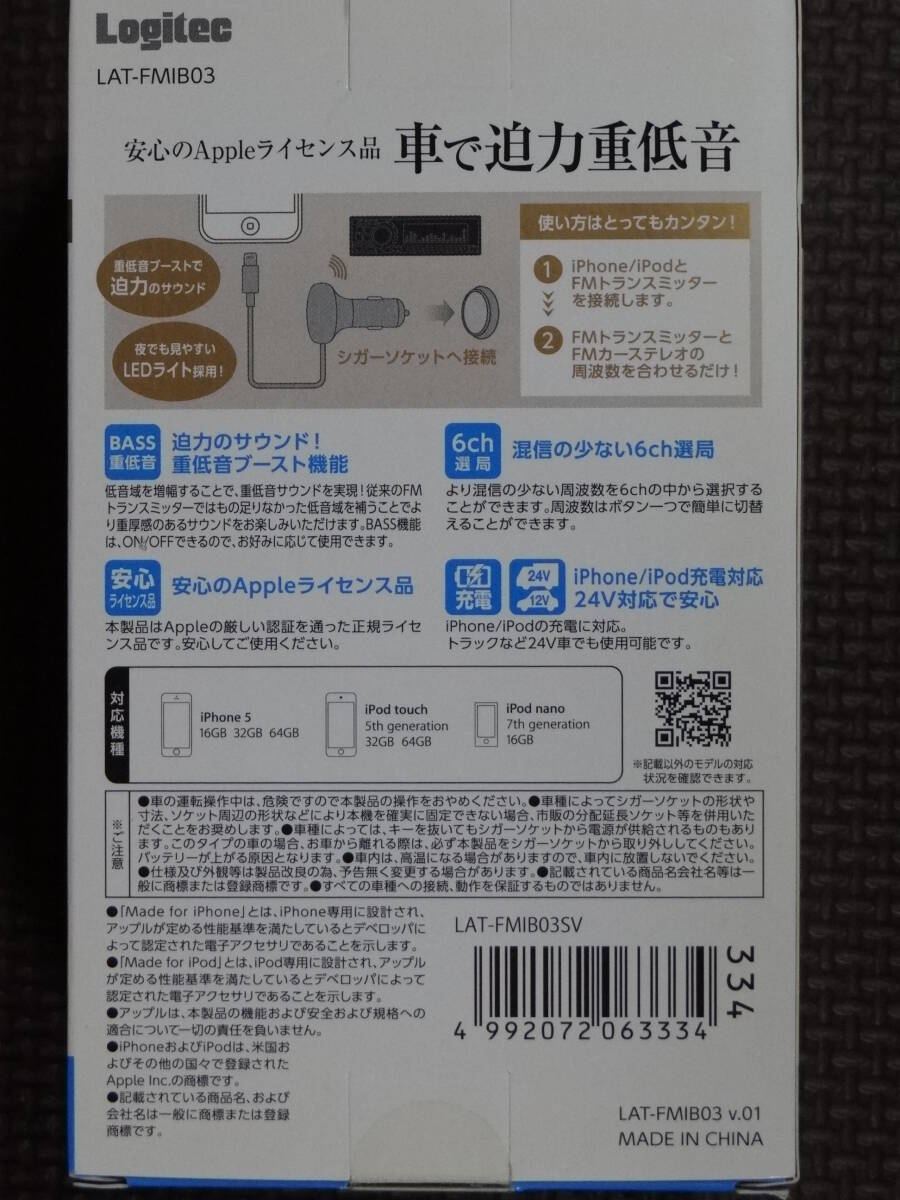 Logitec
LAT-FMIB03
安心のAppleライセンス品 車で迫力重低音
重低音ブーストで
迫力のサウンド
夜でも見やすい
LEDライト採用!
シガーソケットへ接続
使い方はとってもカンタン!
1 iPhone/iPodと
FMトランスミッター
を接続します。
2 FMトランスミッターと
FMカーステレオの
周波数を合わせるだけ!
BASS
重低音
迫力のサウンド!
重低音ブースト機能
低音域を増幅することで、重低音サウンドを実現!従来のFM
トランスミッターではもの足りなかった低音域を補うことでよ
り重厚感のあるサウンドをお楽しみいただけます。BASS機能
は、ON/OFFできるので、お好みに応じて使用できます。
6ch
選局
混信の少ない6ch選局
より混信の少ない周波数を6chの中から選択する
ことができます。周波数はボタン一つで簡単に切替
えることができます。
安心
ライセンス品
安心のAppleライセンス品
本製品はAppleの厳しい認証を通った正規ライセ
ンス品です。安心してご使用ください。
充電
24V
12V
iPhone/iPod充電対応
24V対応で安心
iPhone/iPodの充電に対応。
トラックなど24V車でも使用可能です。
対応機種
iPhone 5
16GB 32GB 64GB
iPod touch
5th generation
32GB 64GB
iPod nano
7th generation
16GB
※記載以外のモデルの対応
状況を確認できます。
※ご注意
●車の運転操作中は、危険ですので本製品の操作をおやめください。●車種によってシガーソケットの形状や
寸法、ソケット周辺の形状などにより本機を確実に固定できない場合、市販の分配延長ソケット等を併用いた
だくことをお奨めします。●車種によっては、キーを抜いてもシガーソケットから電源が供給されるものもあり
ます。このタイプの車の場合、お車から離れる際は、必ず本製品をシガーソケットから取り外ししてください。
バッテリーが上がる原因となります。●車内は、高温になる場合がありますので、車内に放置しないでください。
●仕様及び外観等は製品改良の為、予告無く変更する場合があります。●記載されている商品名会社名等は一
般に商標または登録商標です。●すべての車種への接続、動作を保証するものではありません。
●「Made for iPhone」とは、iPhone専用に設計され、
アップルが定める性能基準を満たしているとデベロッパに
よって認定された電子アクセサリであることを示します。
●「Made for iPod」とは、iPod専用に設計され、アップル
が定める性能基準を満たしているとデベロッパによって
認定された電子アクセサリであることを示します。
●アップルは、本製品の機能および安全および規格への
適合について一切の責任を負いません。
●iPhoneおよびiPodは、米国お
よびその他の国々で登録された
Apple Inc.の商標です。
●記載されている商品名、および
会社名は一般に商標または登録
商標です。
LAT-FMIB03SV
4 992072 063334
334
LAT-FMIB03 v.01
MADE IN CHINA